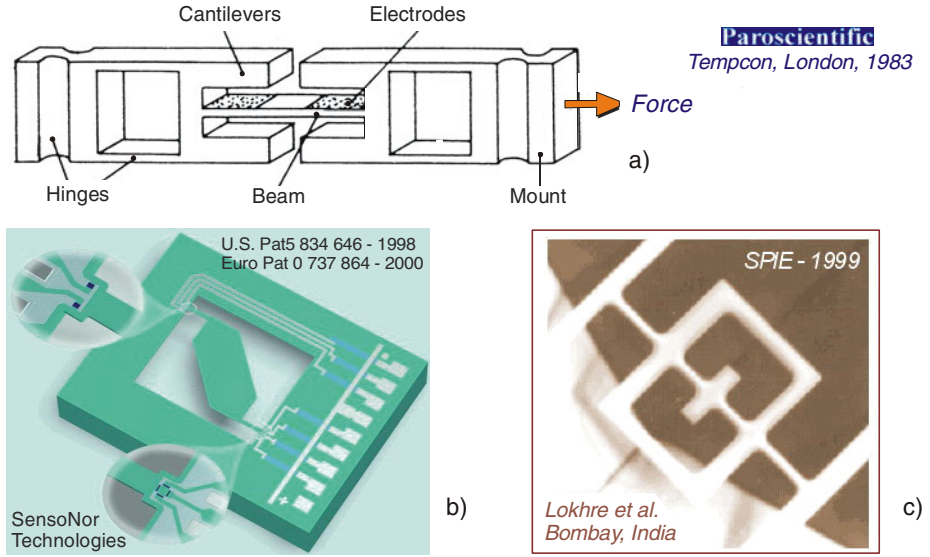 Cantilevers
Electrodes
Paroscientific
Tempcon, London, 1983
Force
a)
Hinges
Beam
Mount
U.S. Pat5 834 646 - 1998
Euro Pat 0 737 864 - 2000
SensoNor
Technologies
b)
SPIE - 1999
Lokhre et al.
Bombay, India
c)